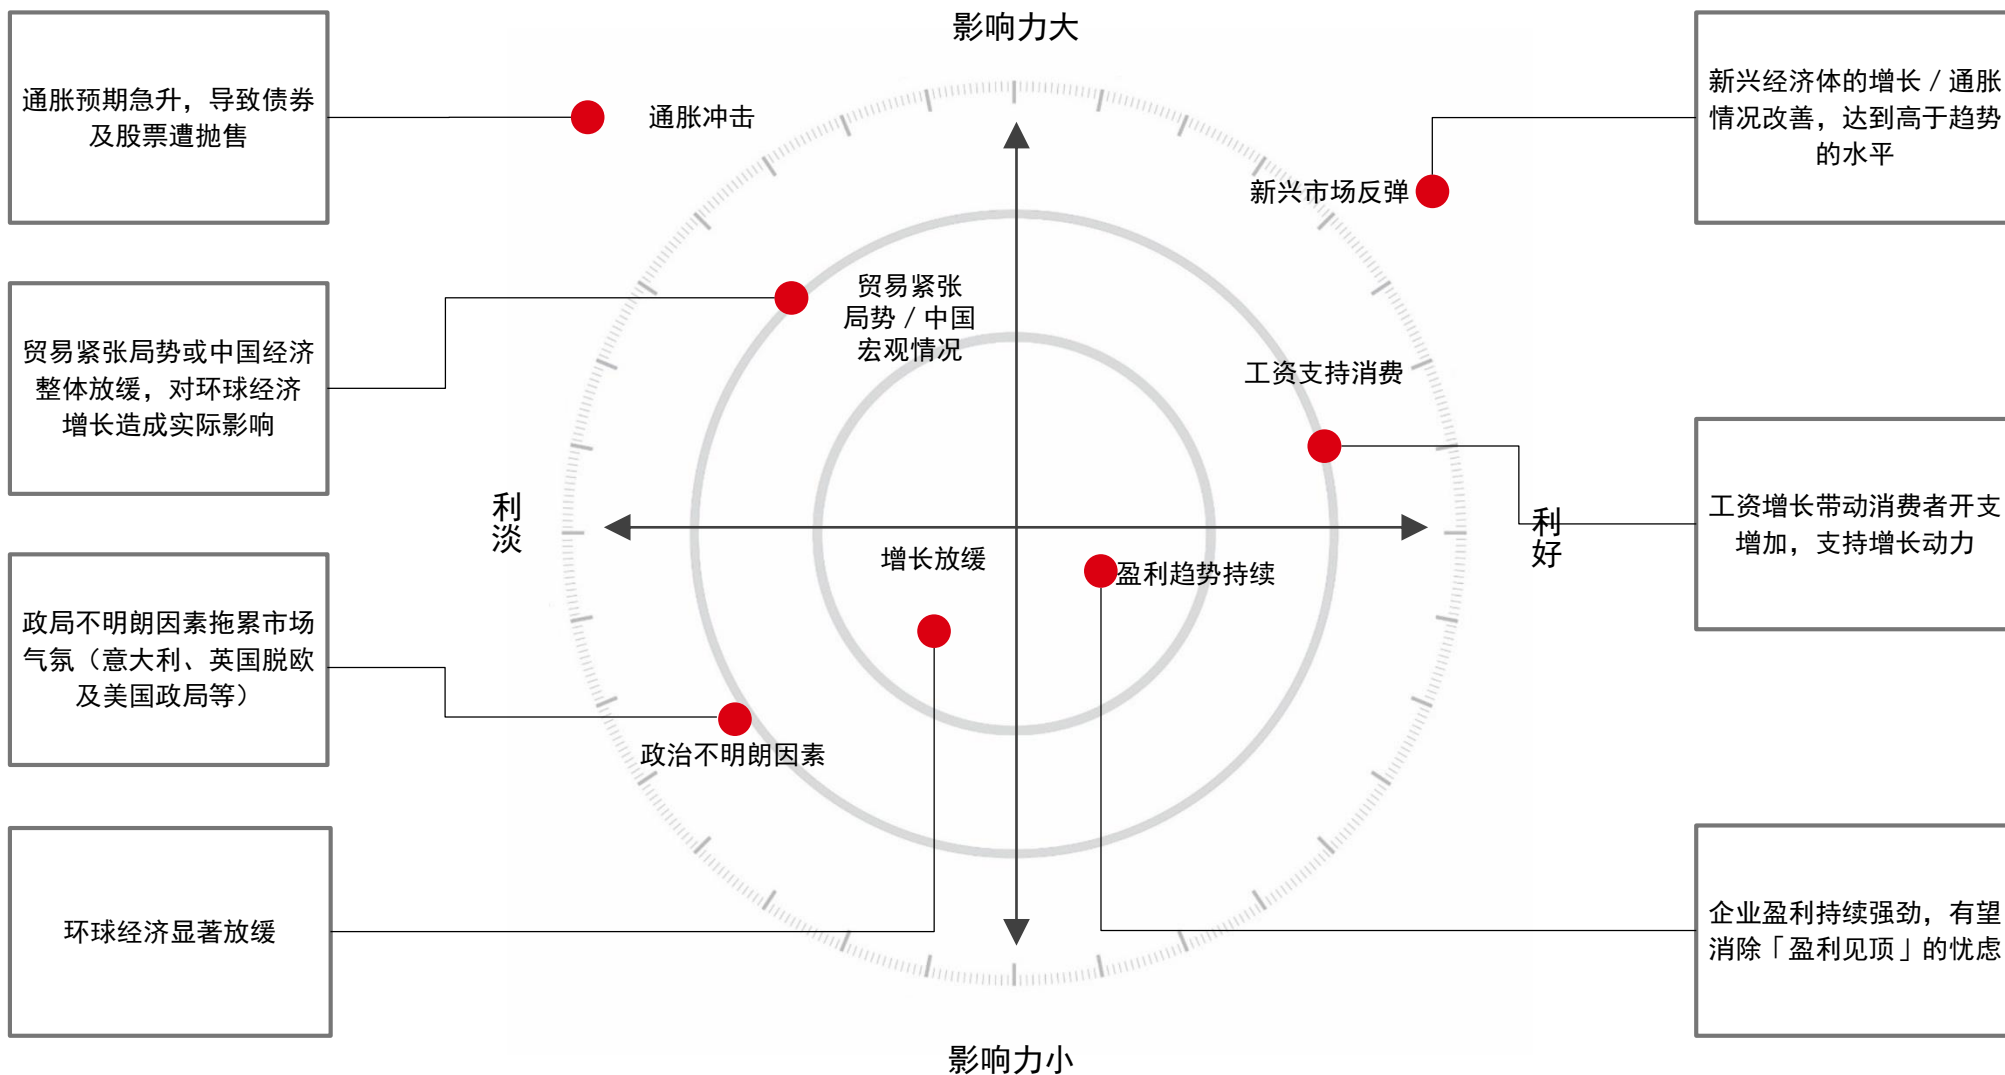 影响力大
通胀预期急升，导致债券
及股票遭抛售
通胀冲击
新兴经济体的增长 / 通胀
情况改善，达到高于趋势
的水平
新兴市场反弹
贸易紧张局势或中国经济
整体放缓，对环球经济
增长造成实际影响
贸易紧张
局势 / 中国
宏观情况
工资支持消费
利
淡
利
好
工资增长带动消费者开支
增加，支持增长动力
增长放缓
盈利趋势持续
政局不明朗因素拖累市场
气氛（意大利、英国脱欧
及美国政局等）
政治不明朗因素
环球经济显著放缓
企业盈利持续强劲，有望
消除「盈利见顶」的忧虑
影响力小